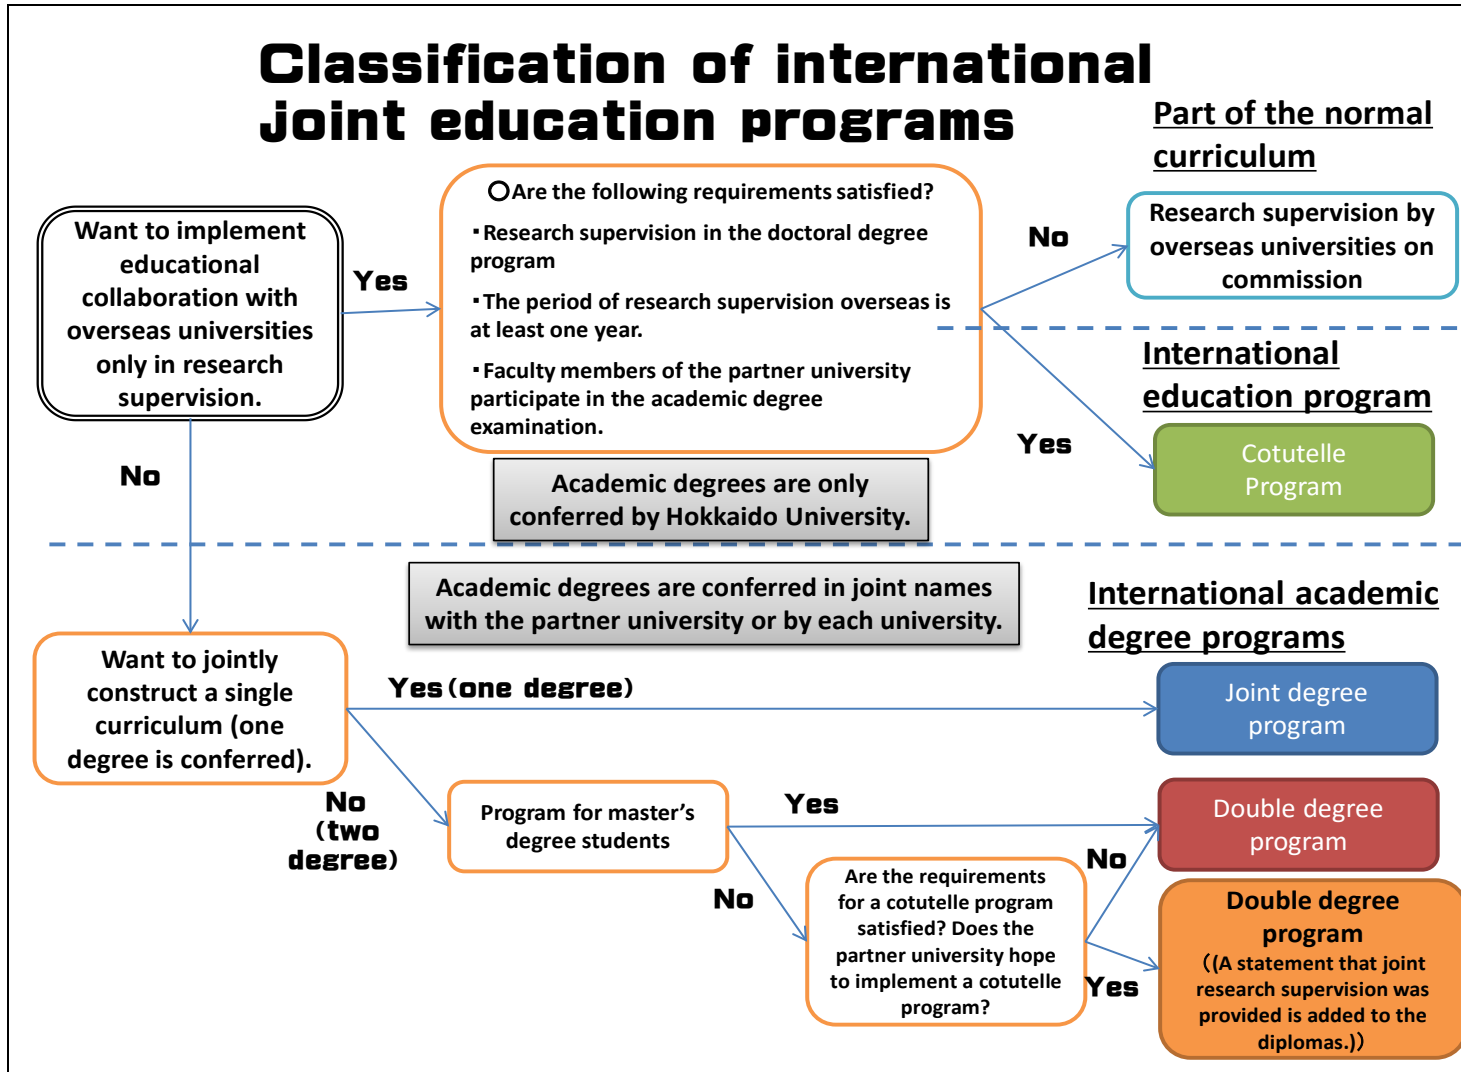 Classification of international
joint education programs
Part of the normal
curriculum
Want to implement
educational
collaboration with
overseas universities
only in research
supervision.
Yes
○Are the following requirements satisfied?
・Research supervision in the doctoral degree
program
・The period of research supervision overseas is
at least one year.
・Faculty members of the partner university
participate in the academic degree
examination.
No
Research supervision by
overseas universities on
commission
International
education program
Yes
Cotutelle
Program
No
Academic degrees are only
conferred by Hokkaido University.
Academic degrees are conferred in joint names
with the partner university or by each university.
International academic
degree programs
Want to jointly
construct a single
curriculum (one
degree is conferred).
Yes(one degree)
Joint degree
program
No
(two
degree)
Program for master's
degree students
Yes
Double degree
program
No
Are the requirements
for a cotutelle program
satisfied? Does the
partner university hope
to implement a cotutelle
program?
No
Yes
Double degree
program
（(A statement that joint
research supervision was
provided is added to the
diplomas.)）